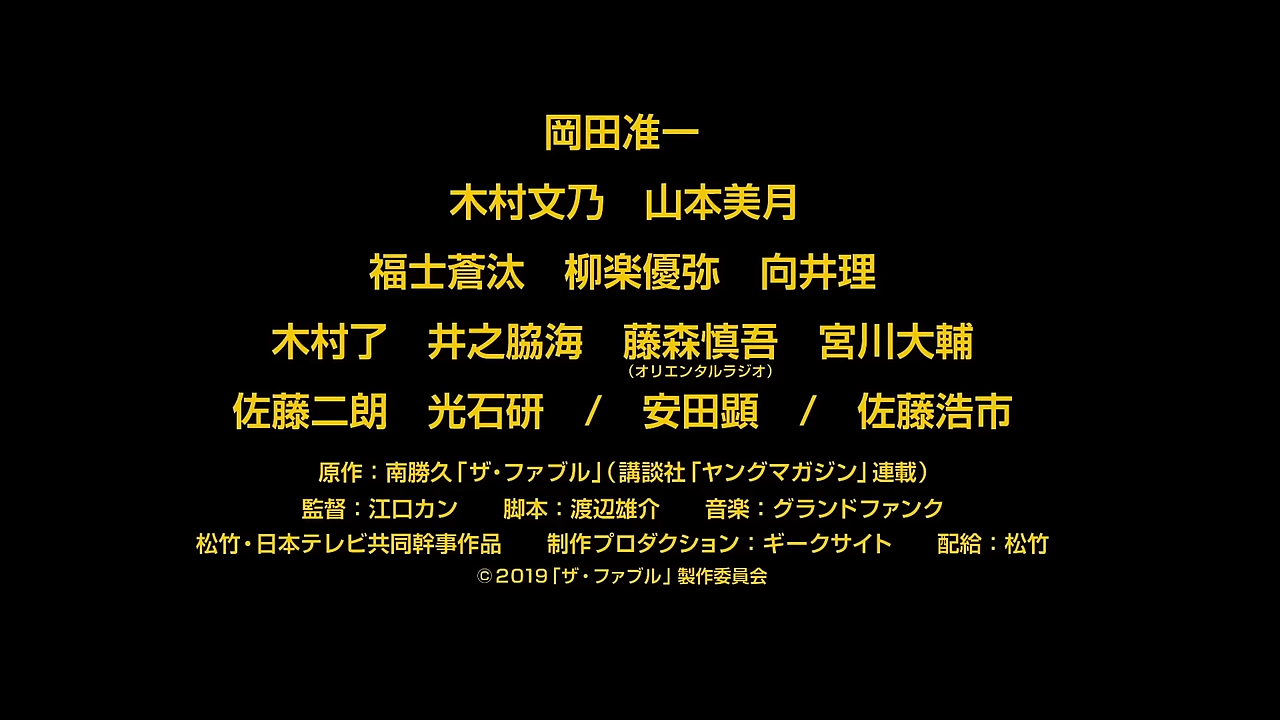 岡田准一
木村文乃　山本美月
福士蒼汰　柳楽優弥　向井理
木村了　井之脇海　藤森慎吾　宮川大輔
（オリエンタルラジオ）
佐藤二朗　光石研　/　安田顕　/　佐藤浩市
原作：南勝久「ザ・ファブル」（講談社「ヤングマガジン」連載）
監督：江口カン　　脚本：渡辺雄介　　音楽：グランドファンク
松竹・日本テレビ共同幹事作品　　制作プロダクション：ギークサイト　　配給：松竹
©2019「ザ・ファブル」製作委員会